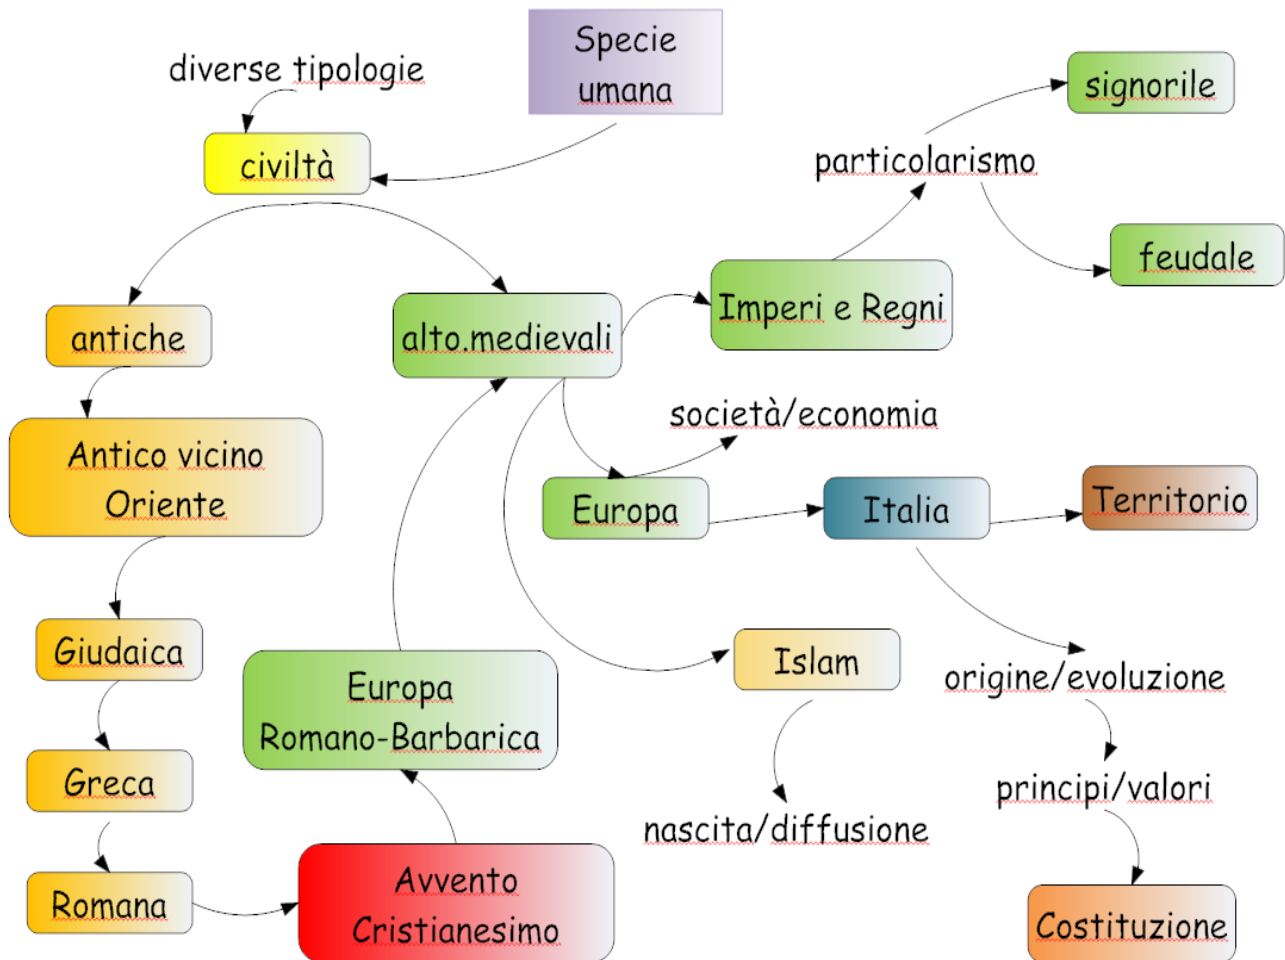 Specie
umana
diverse tipologie
civiltà
signorile
particolarismo
feudale
Imperi e Regni
antiche
alto.medievali
società/economia
Antico vicino
Oriente
Europa
Italia
Territorio
Giudaica
Europa
Romano-Barbarica
Islam
origine/evoluzione
Greca
principi/valori
nascita/diffusione
Romana
Avvento
Cristianesimo
Costituzione